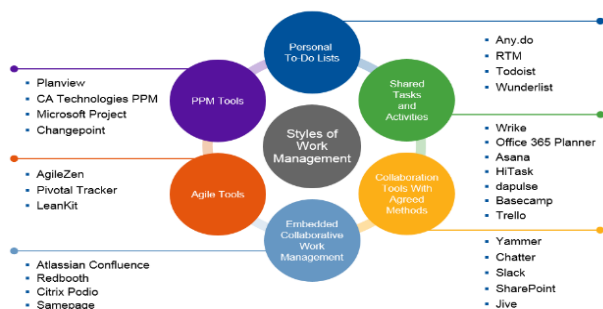 Personal
To-Do Lists
Any.do
RTM
Todoist
Wunderlist
Shared
Tasks
and
Activities
Wrike
Office 365 Planner
Asana
HiTask
dapulse
Basecamp
Trello
Collaboration
Tools With
Agreed
Methods
Yammer
Chatter
Slack
SharePoint
Jive
Embedded
Collaborative
Work
Management
Atlassian Confluence
Redbooth
Citrix Podio
Samepage
Agile Tools
AgileZen
Pivotal Tracker
LeanKit
PPM Tools
Planview
CA Technologies PPM
Microsoft Project
Changepoint
Styles of
Work
Management